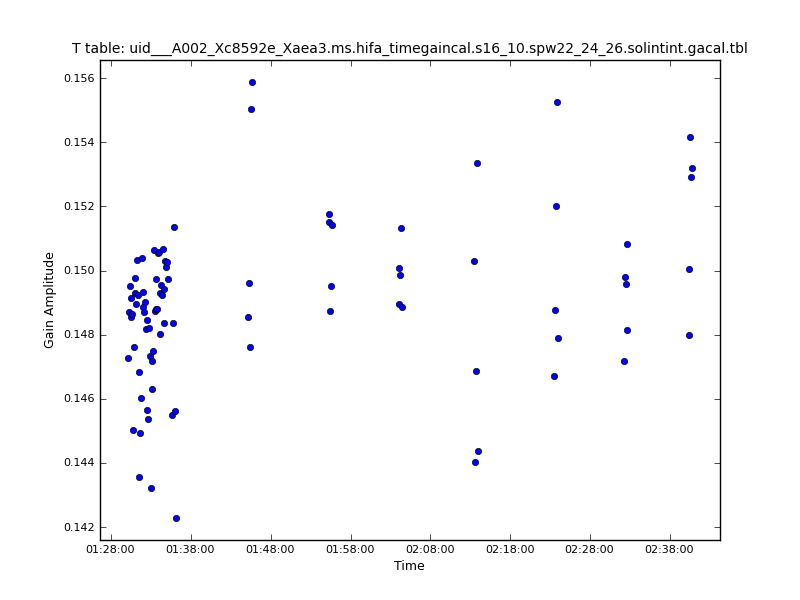 T table: uid___A002_Xc8592e_Xaea3.ms.hifa_timegaincal.s16_10.spw22_24_26.solintint.gacal.tbl
0.156
0.154
0.152
0.150
0.148
0.146
0.144
0.142
Gain Amplitude
01:28:00 01:38:00 01:48:00 01:58:00 02:08:00 02:18:00 02:28:00 02:38:00
Time